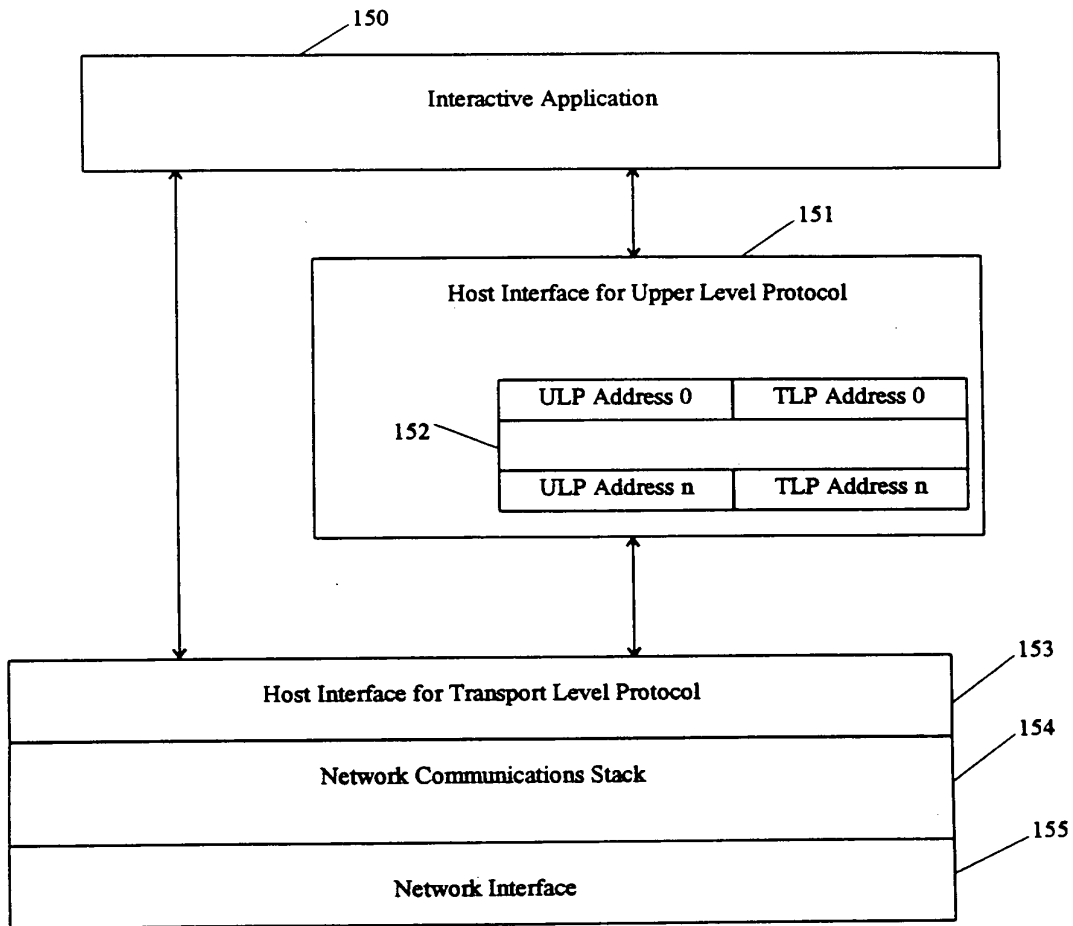 150
Interactive Application
151
Host Interface for Upper Level Protocol
ULP Address 0 TLP Address 0
152
ULP Address n TLP Address n
153
Host Interface for Transport Level Protocol
154
Network Communications Stack
155
Network Interface